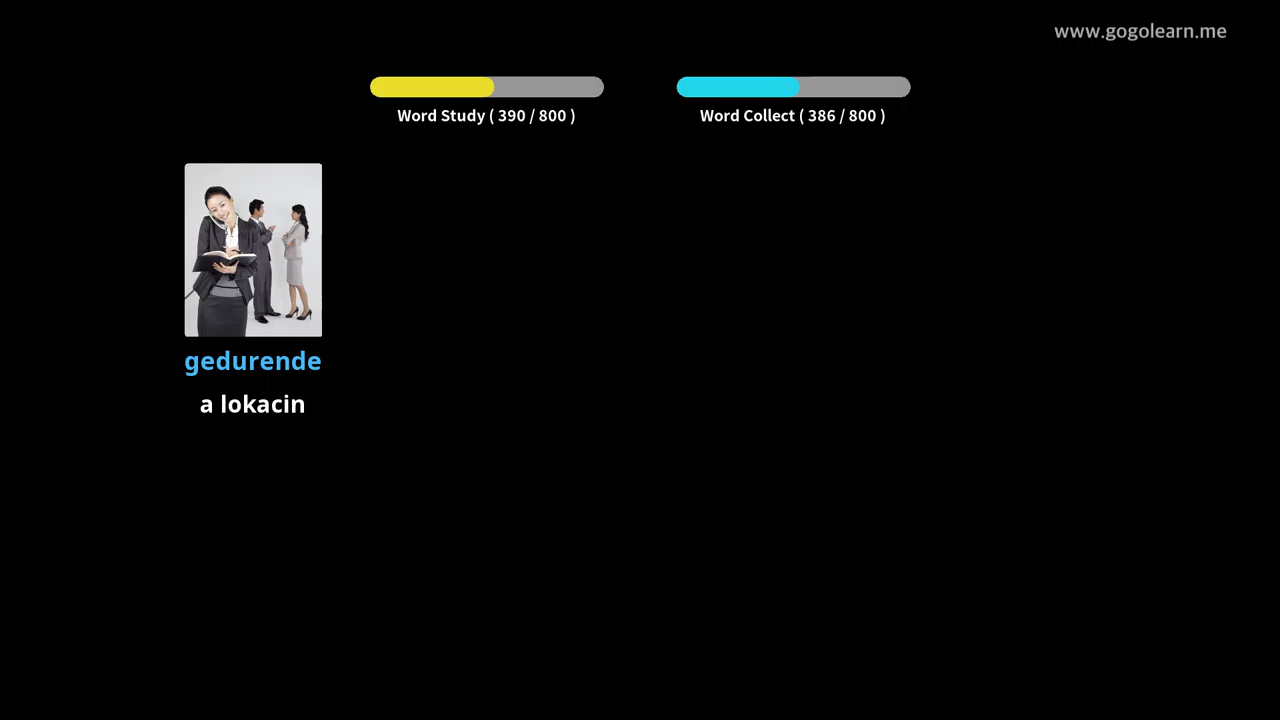 www.gogolearn.me
Word Study ( 390 / 800 )
Word Collect ( 386 / 800 )
gedurende
a lokacin